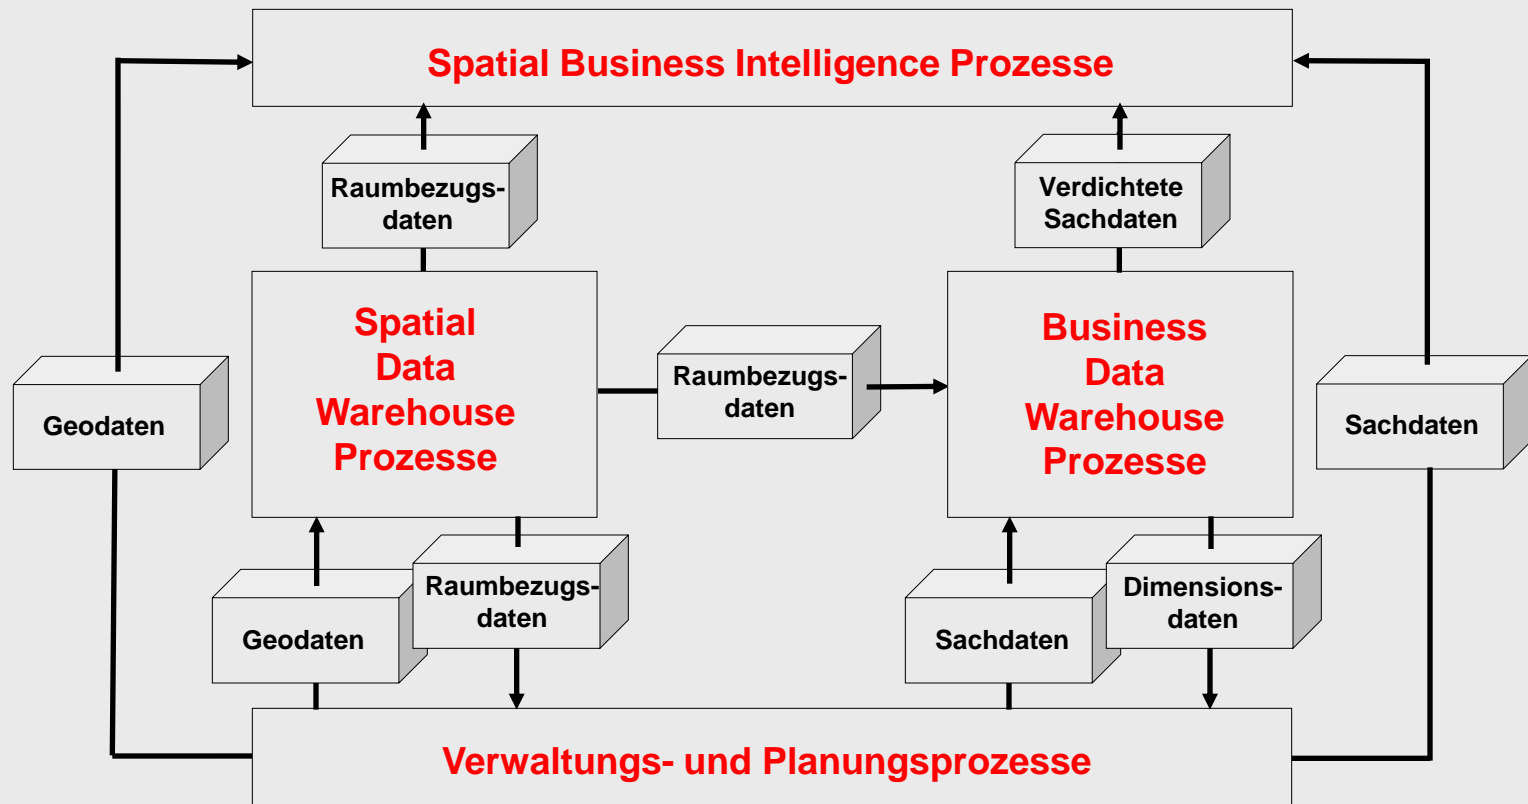 Spatial Business Intelligence Prozesse
Raumbezugs-
daten
Verdichtete
Sachdaten
Spatial
Data
Warehouse
Prozesse
Business
Data
Warehouse
Prozesse
Raumbezugs-
daten
Geodaten
Sachdaten
Geodaten
Raumbezugs-
daten
Sachdaten
Dimensions-
daten
Verwaltungs- und Planungsprozesse